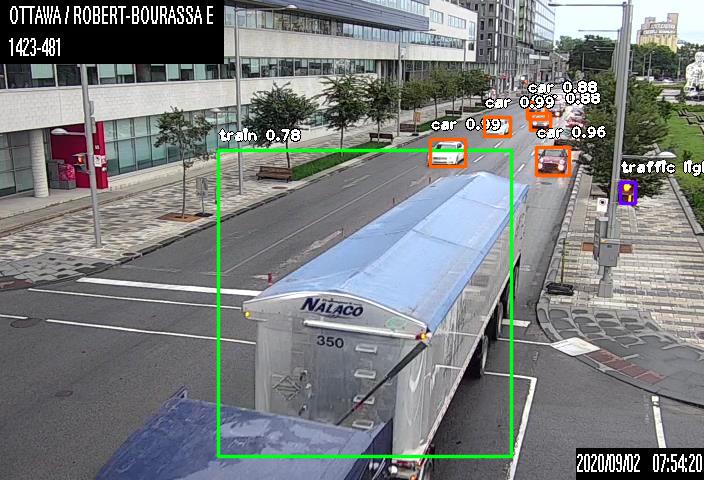 OTTAWA / ROBERT-BOURASSA E
1423-481
car 0.88
car 0.99
0.88
car 0.99
car 0.96
train 0.78
traffic lig
NALACO
350
2020/09/02 07:54:20